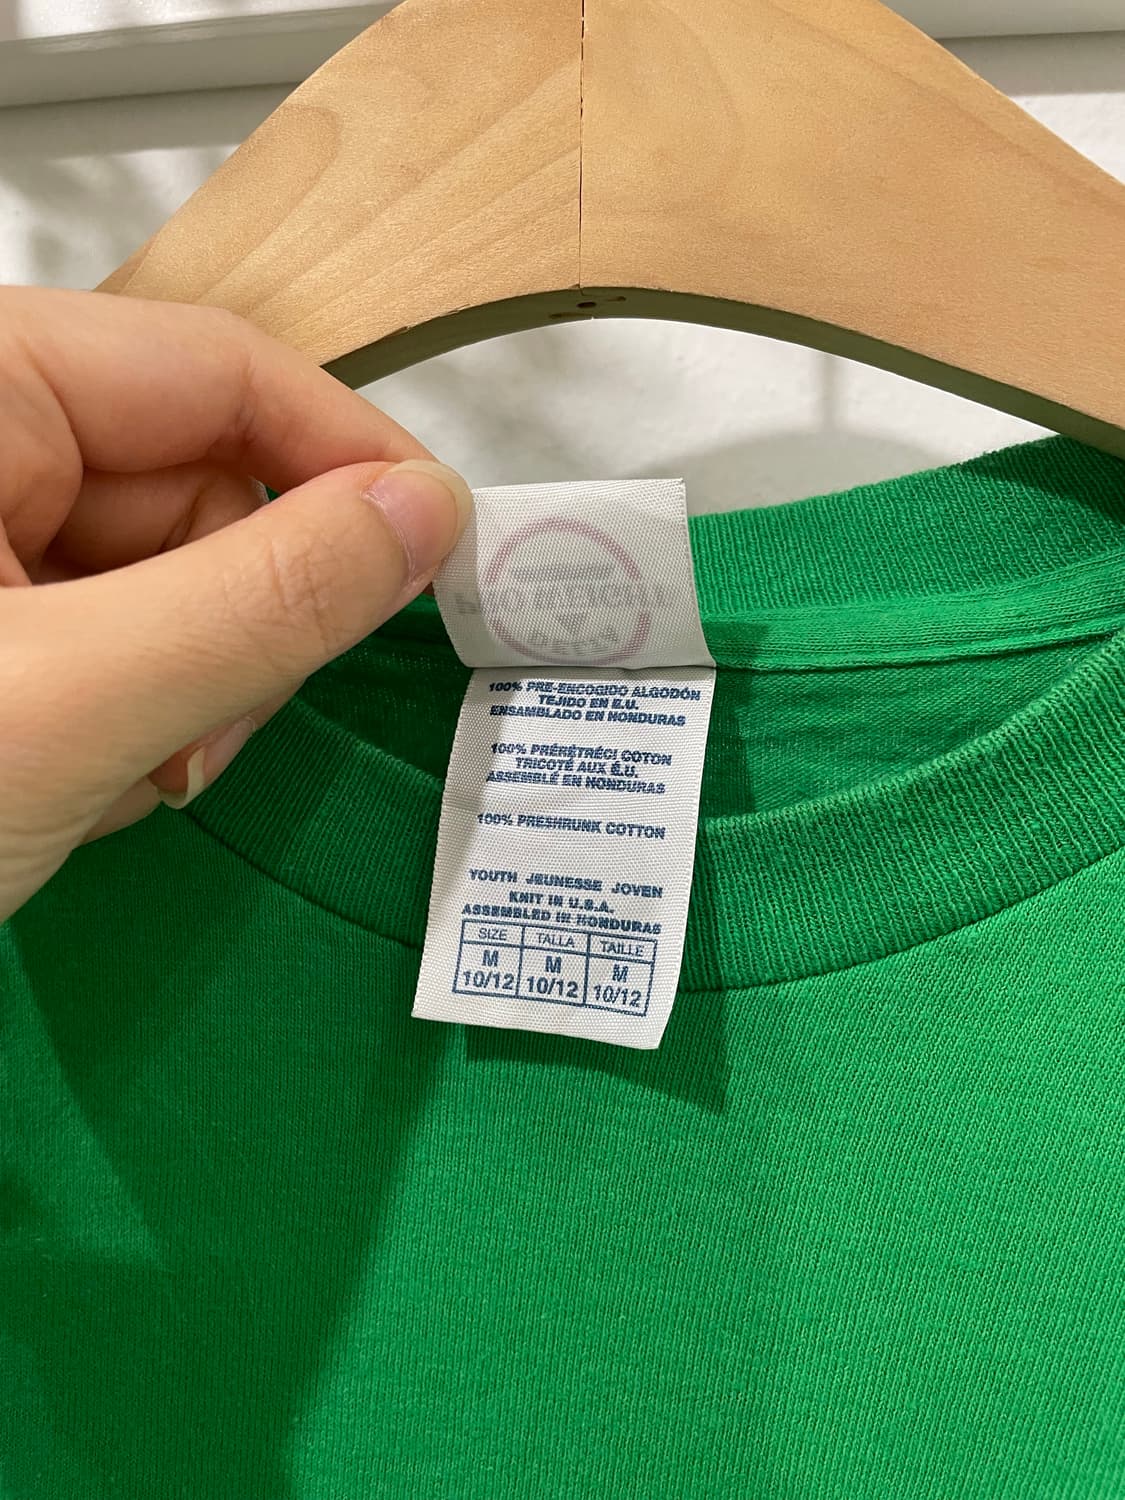 100% PRE-ENCOGIDO ALGODÓN
TEJIDO EN E.U.
ENSAMBLADO EN HONDURAS
100% PRÉRÉTRÉCI COTON
TRICOTÉ AUX É.U.
ASSEMBLÉ EN HONDURAS
100% PRESHRUNK COTTON
YOUTH JEUNESSE JOVEN
KNIT IN U.S.A.
ASSEMBLED IN HONDURAS
SIZE TALLA TAILLE
M M M
10/12 10/12 10/12